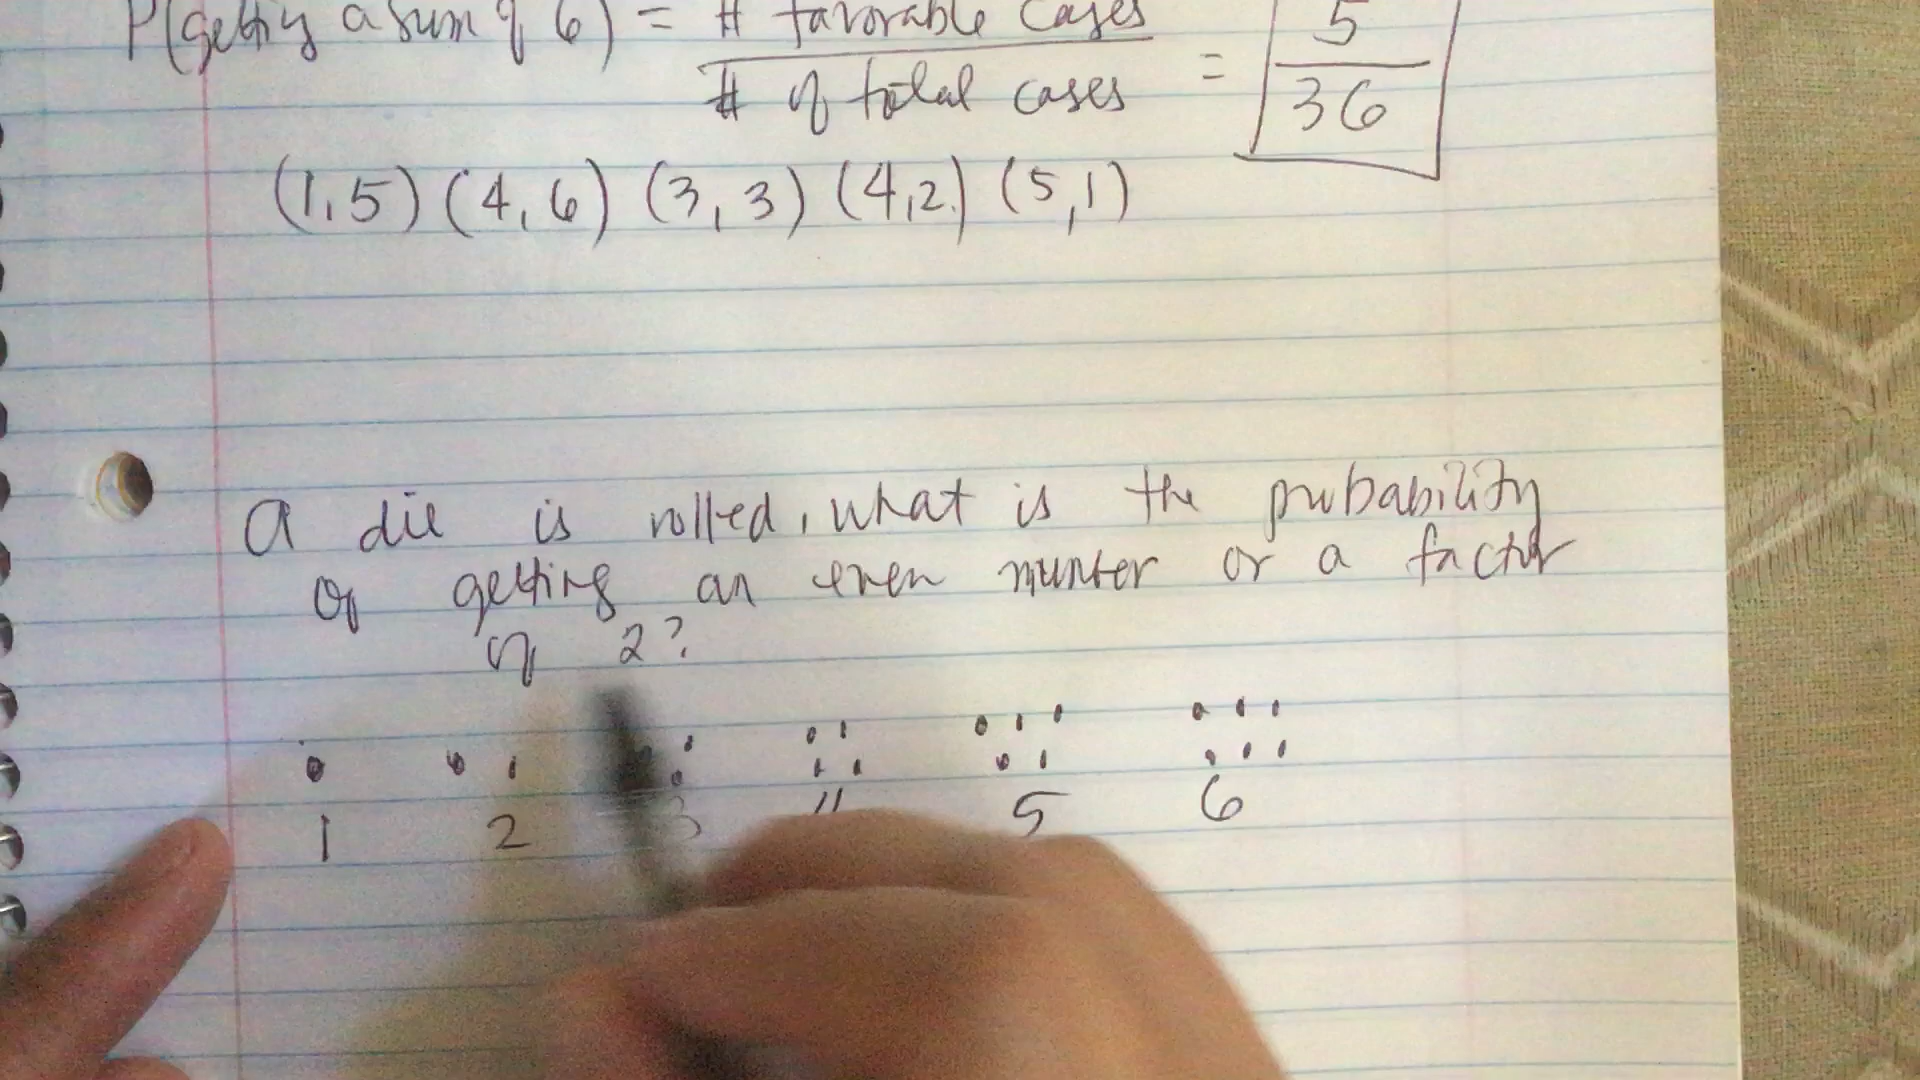 P(getting a sum of 6) = # favorable cases / # of total cases = 5/36
(1,5) (4,6) (3,3) (4,2) (5,1)
A die is rolled, what is the probability
of getting an even number or a factor
of 2?
1 2 3 4 5 6